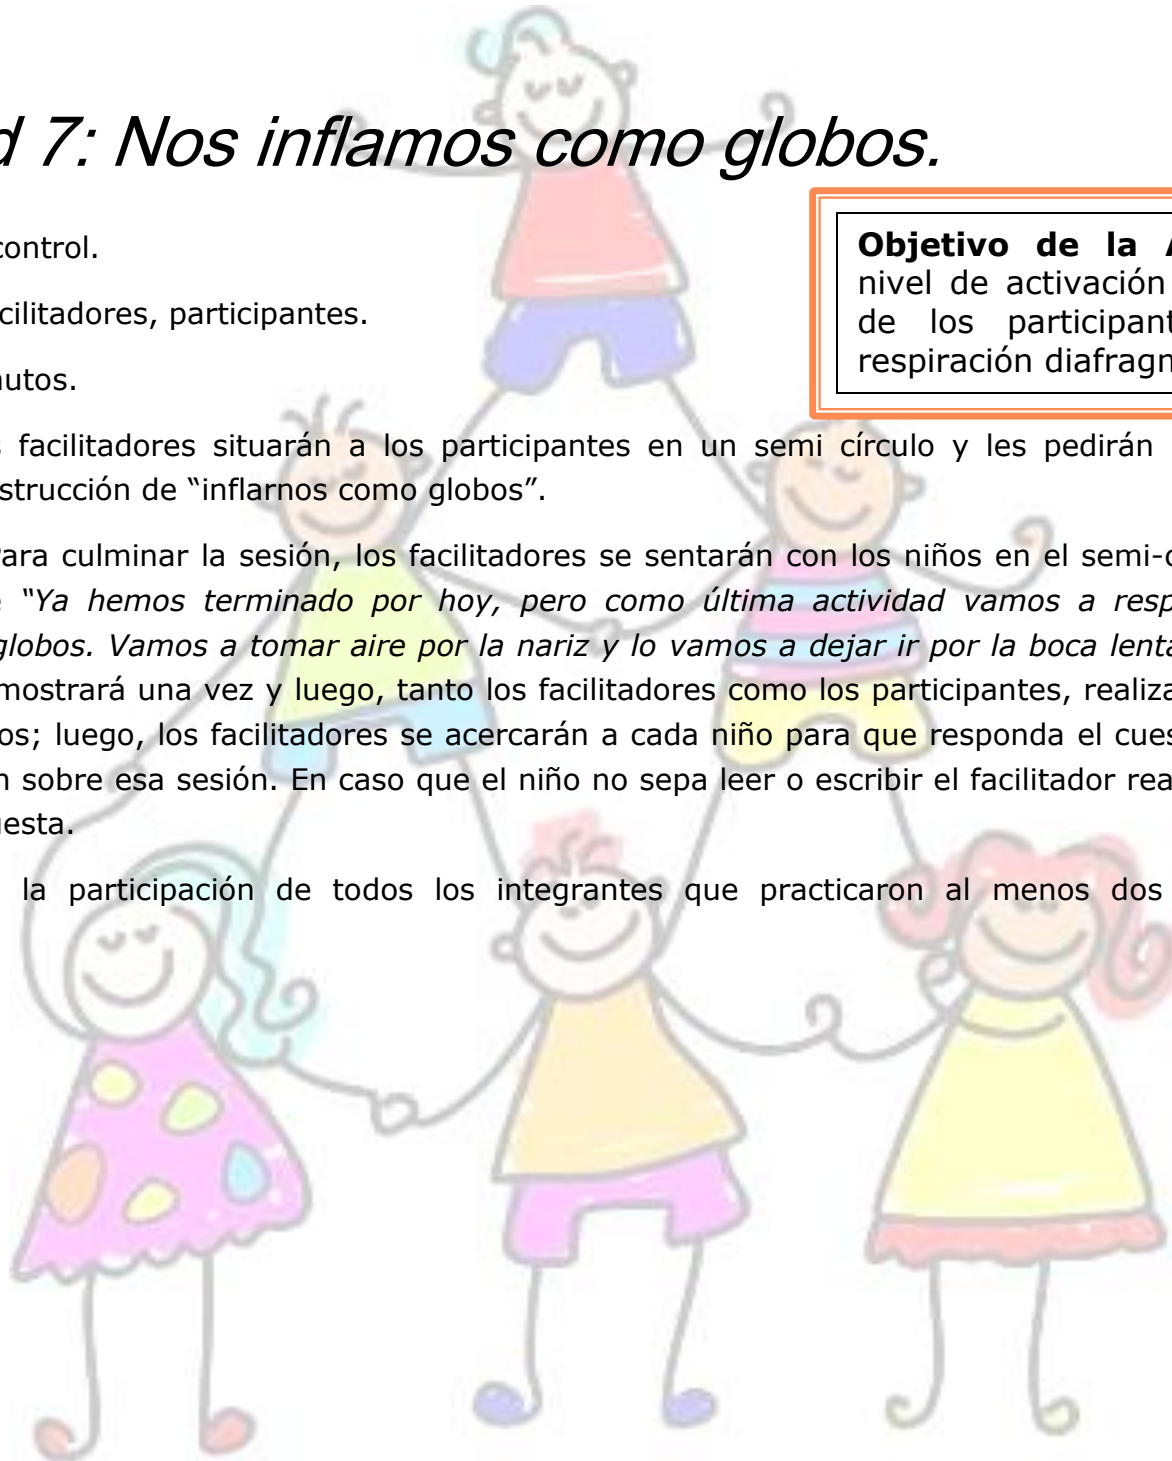 d 7: Nos inflamos como globos.
control.
cilitadores, participantes.
nutos.
Objetivo de la A
nivel de activación
de los participant
respiración diafragn
s facilitadores situarán a los participantes en un semi círculo y les pedirán
strucción de “inflarnos como globos”.
Para culminar la sesión, los facilitadores se sentarán con los niños en el semi-c
e “Ya hemos terminado por hoy, pero como última actividad vamos a resp
globos. Vamos a tomar aire por la nariz y lo vamos a dejar ir por la boca lenta
mostrará una vez y luego, tanto los facilitadores como los participantes, realiza
os; luego, los facilitadores se acercarán a cada niño para que responda el cues
n sobre esa sesión. En caso que el niño no sepa leer o escribir el facilitador rea
uesta.
la participación de todos los integrantes que practicaron al menos dos